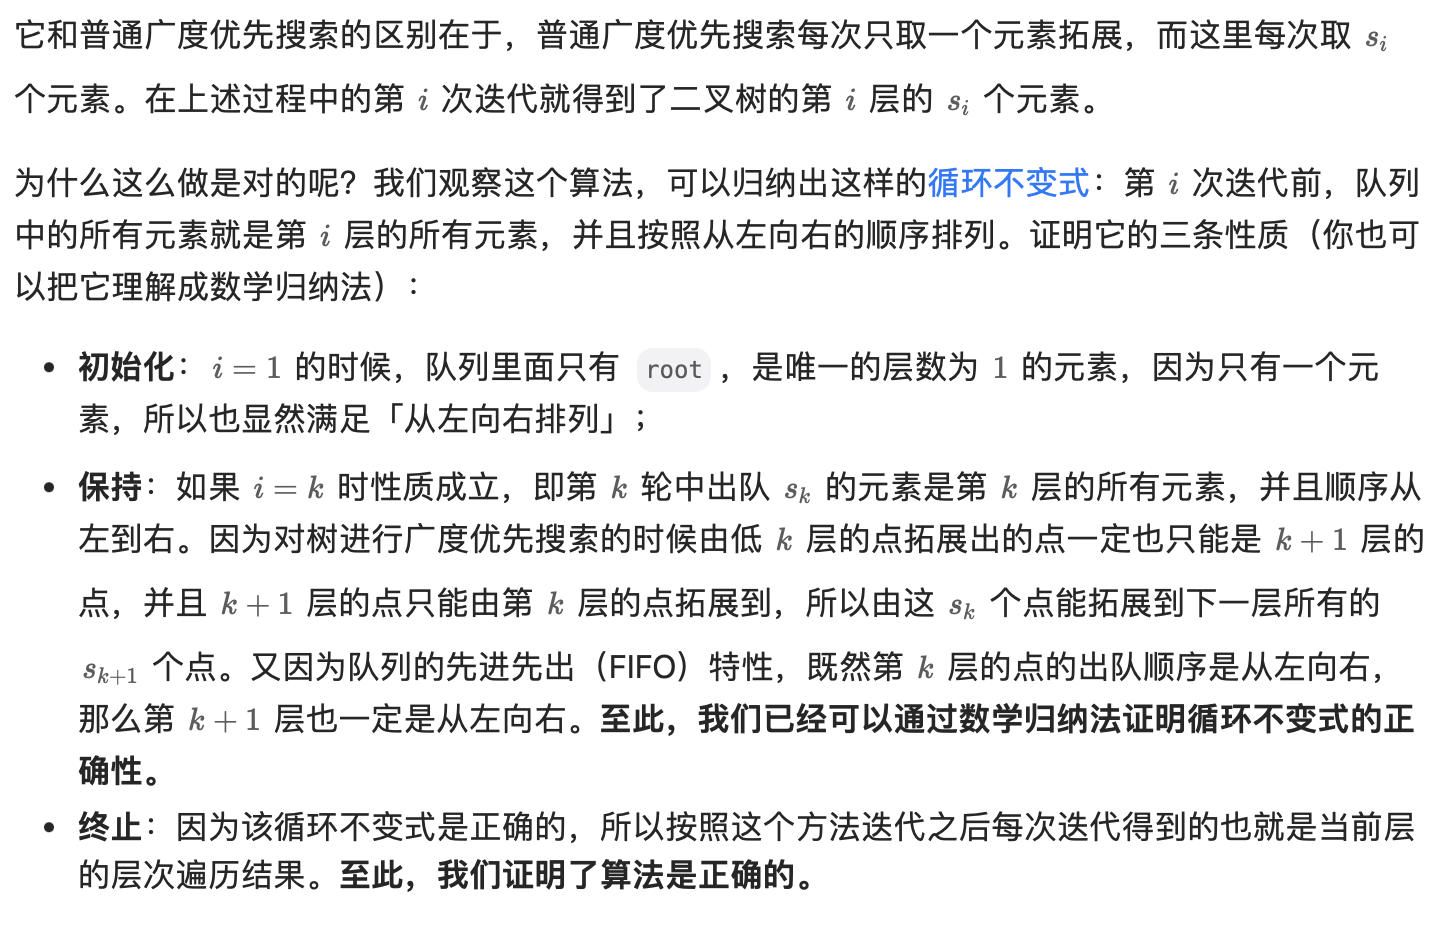 它和普通广度优先搜索的区别在于，普通广度优先搜索每次只取一个元素拓展，而这里每次取 sᵢ
个元素。在上述过程中的第 i 次迭代就得到了二叉树的第 i 层的 sᵢ 个元素。
为什么这么做是对的呢？我们观察这个算法，可以归纳出这样的循环不变式：第 i 次迭代前，队列
中的所有元素就是第 i 层的所有元素，并且按照从左向右的顺序排列。证明它的三条性质（你也可
以把它理解成数学归纳法）：
• 初始化：i = 1 的时候，队列里面只有 root ，是唯一的层数为 1 的元素，因为只有一个元
素，所以也显然满足「从左向右排列」；
• 保持：如果 i = k 时性质成立，即第 k 轮中出队 sₖ 的元素是第 k 层的所有元素，并且顺序从
左到右。因为对树进行广度优先搜索的时候由低 k 层的点拓展出的点一定也只能是 k + 1 层的
点，并且 k + 1 层的点只能由第 k 层的点拓展到，所以由这 sₖ 个点能拓展到下一层所有的
sₖ₊₁ 个点。又因为队列的先进先出（FIFO）特性，既然第 k 层的点的出队顺序是从左向右，
那么第 k + 1 层也一定是从左向右。至此，我们已经可以通过数学归纳法证明循环不变式的正
确性。
• 终止：因为该循环不变式是正确的，所以按照这个方法迭代之后每次迭代得到的也就是当前层
的层次遍历结果。至此，我们证明了算法是正确的。